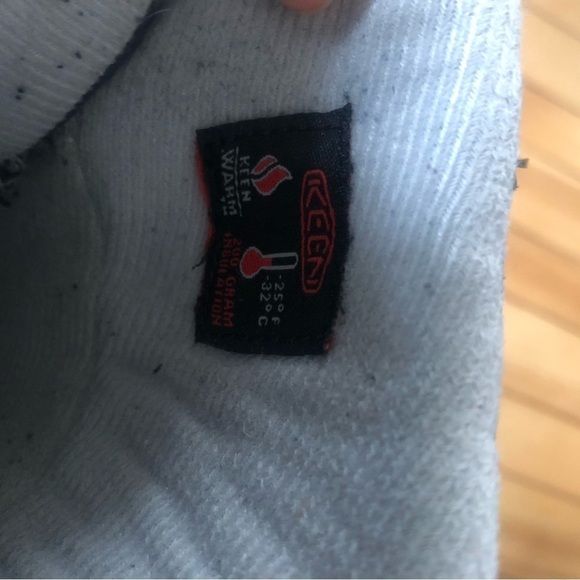 KEEN
KEEN
WARM
-25° F
-32° C
200 GRAM
INSULATION